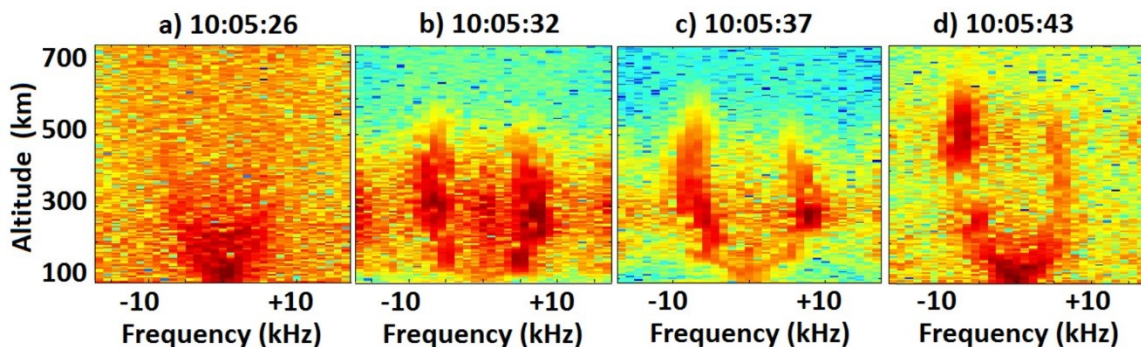 a) 10:05:26 b) 10:05:32 c) 10:05:37 d) 10:05:43
Altitude (km)
700
500
300
100
-10 +10 -10 +10 -10 +10 -10 +10
Frequency (kHz) Frequency (kHz) Frequency (kHz) Frequency (kHz)